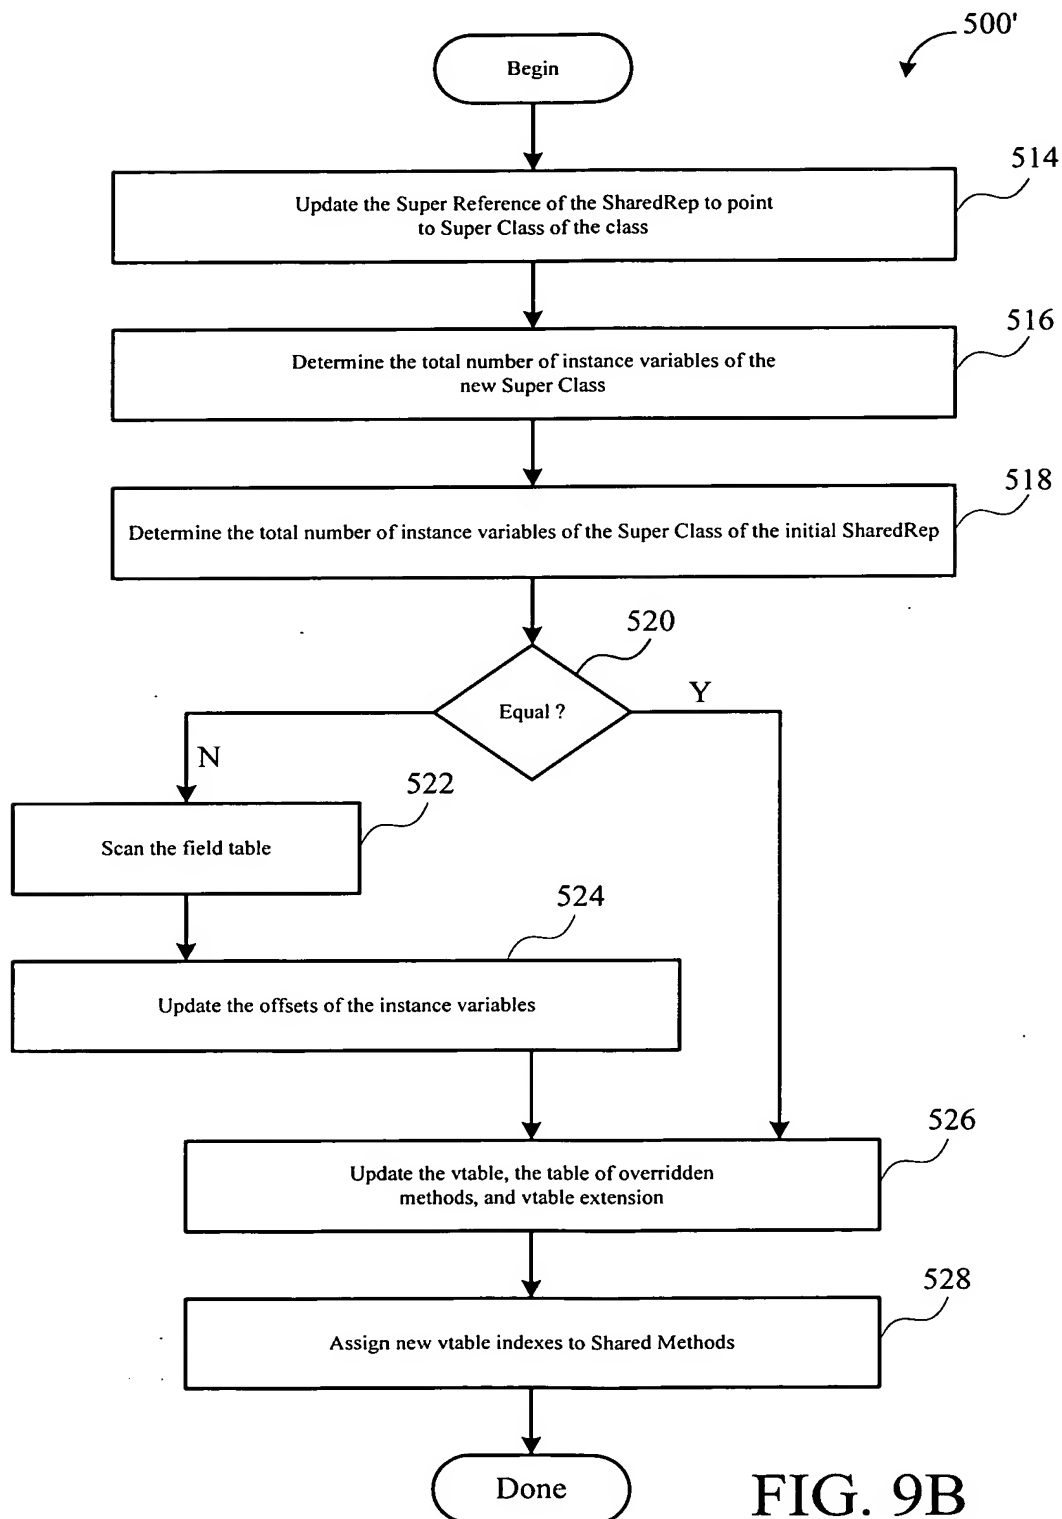 500'
Begin
514
Update the Super Reference of the SharedRep to point
to Super Class of the class
516
Determine the total number of instance variables of the
new Super Class
518
Determine the total number of instance variables of the Super Class of the initial SharedRep
520
Equal ?
Y
N
522
Scan the field table
524
Update the offsets of the instance variables
526
Update the vtable, the table of overridden
methods, and vtable extension
528
Assign new vtable indexes to Shared Methods
Done
FIG. 9B